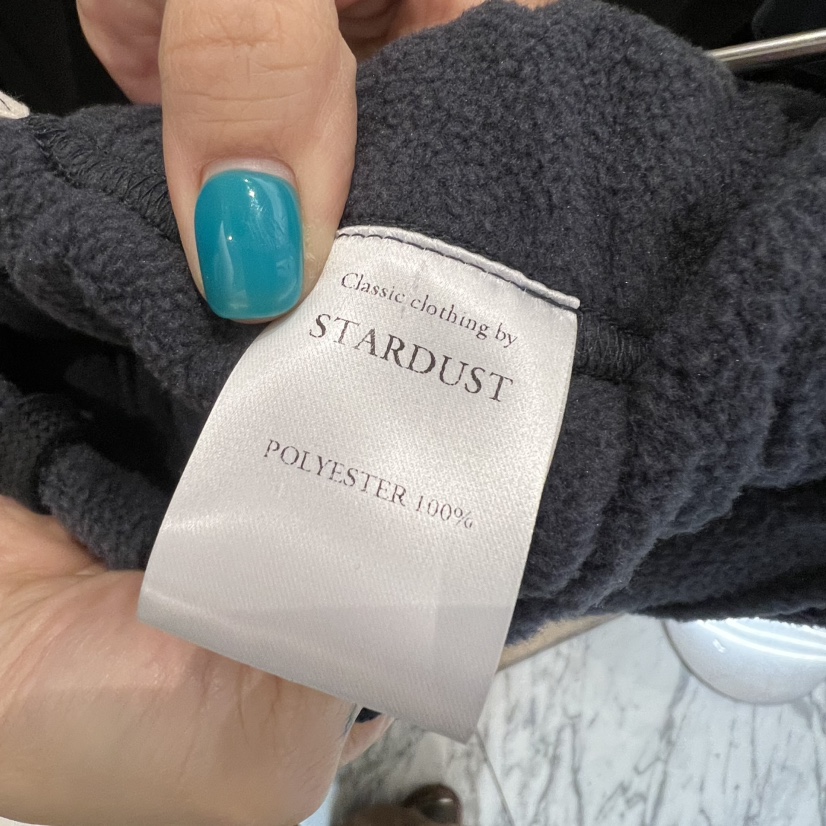 Classic clothing by
STARDUST
POLYESTER 100%